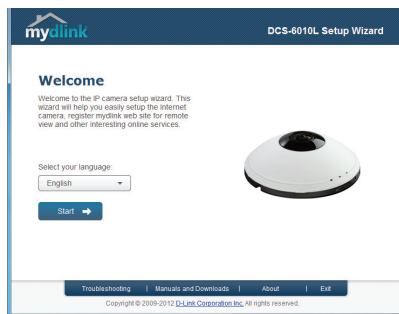 mydlink
DCS-6010L Setup Wizard
Welcome
Welcome to the IP camera setup wizard. This
wizard will help you easily setup the Internet
camera, register mydlink web site for remote
view and other interesting online services.
Select your language:
English
Start
Troubleshooting | Manuals and Downloads | About | Exit
Copyright © 2009-2012 D-Link Corporation Inc. All rights reserved.